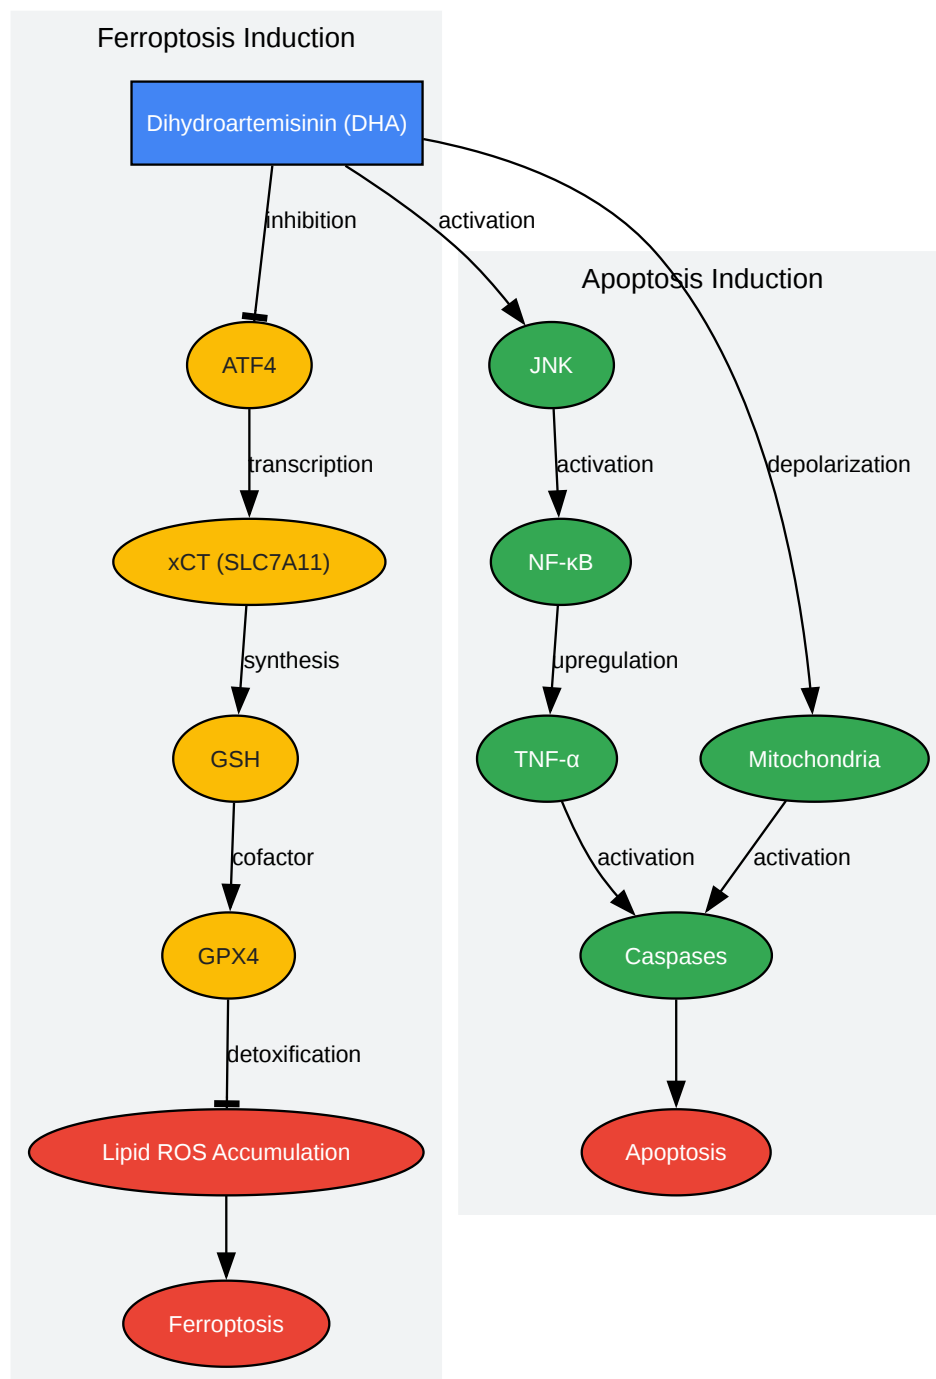 Ferroptosis Induction
Dihydroartemisinin (DHA)
inhibition
activation
Apoptosis Induction
ATF4
JNK
transcription
activation
depolarization
xCT (SLC7A11)
NF-κB
synthesis
upregulation
GSH
TNF-α
Mitochondria
cofactor
activation
activation
GPX4
Caspases
detoxification
Lipid ROS Accumulation
Apoptosis
Ferroptosis